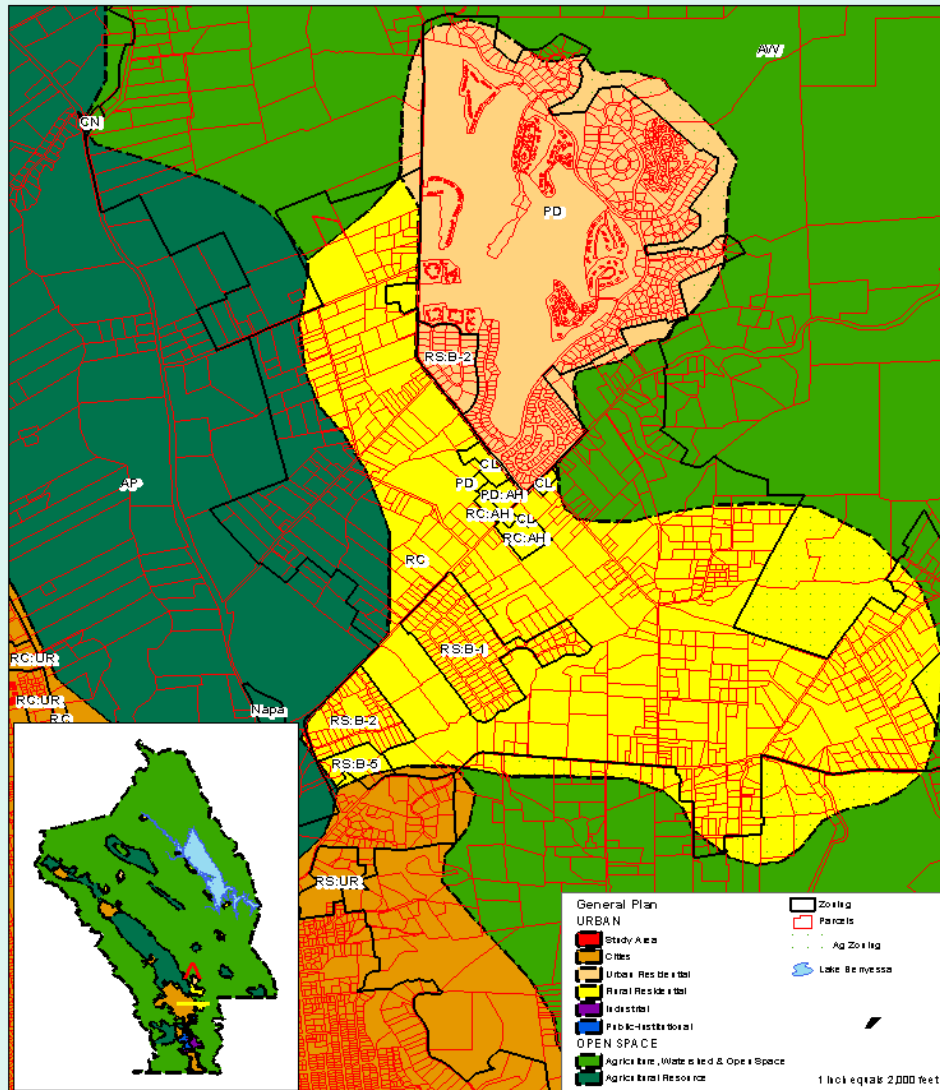 AW
CN
PD
RS:B-2
CL
PD
CL
PD:AH
AP
RC:AH
CL
RC:AH
RC
RS:B-1
RC:UR
RC:UR
Napa
RC
RS:B-2
RS:B-5
RS:UR
General Plan
URBAN
Study Area
Cities
Urban Residential
Rural Residential
Industrial
Public-Institutional
OPEN SPACE
Agriculture, Watershed & Open Space
Agricultural Resource
Zoning
Parcels
Ag Zoning
Lake Berryessa
1 inch equals 2,000 feet